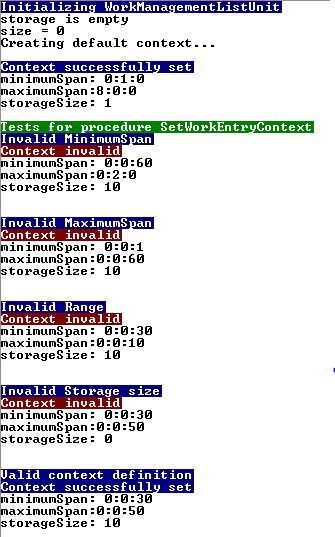 Initializing WorkManagementListUnit
storage is empty
size = 0
Creating default context...
Context successfully set
minimumSpan: 0:1:0
maximumSpan:8:0:0
storageSize: 1
Tests for procedure SetWorkEntryContext
Invalid MinimumSpan
Context invalid
minimumSpan: 0:0:60
maximumSpan:0:2:0
storageSize: 10
Invalid MaximumSpan
Context invalid
minimumSpan: 0:0:1
maximumSpan:0:0:60
storageSize: 10
Invalid Range
Context invalid
minimumSpan: 0:0:30
maximumSpan:0:0:10
storageSize: 10
Invalid Storage size
Context invalid
minimumSpan: 0:0:30
maximumSpan:0:0:50
storageSize: 0
Valid context definition
Context successfully set
minimumSpan: 0:0:30
maximumSpan:0:0:50
storageSize: 10